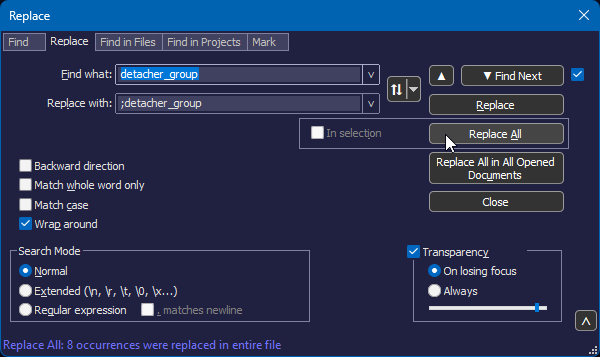 Replace
Find Replace Find in Files Find in Projects Mark
Find what: detacher_group
▼ Find Next
Replace with: ;detacher_group
Replace
In selection
Replace All
Backward direction
Replace All in All Opened
Documents
Match whole word only
Match case
Close
Wrap around
Search Mode
Transparency
Normal
On losing focus
Extended (\n, \r, \t, \0, \x...)
Always
Regular expression
. matches newline
Replace All: 8 occurrences were replaced in entire file